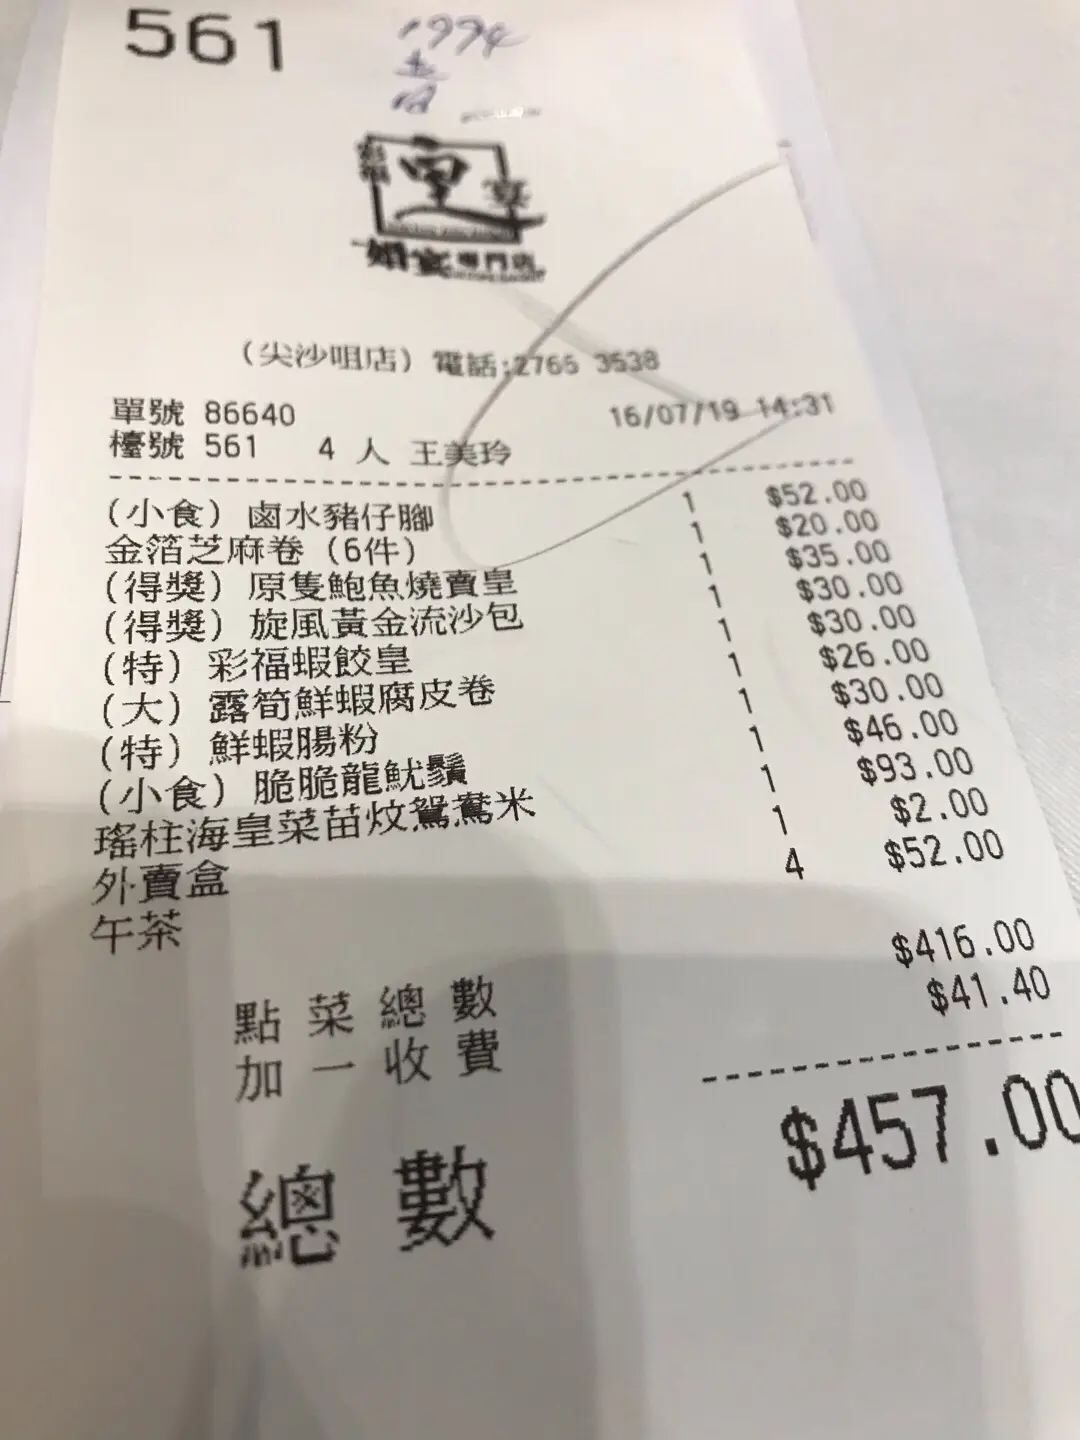 561
1994
婚宴專門店
(尖沙咀店) 電話:2765 3538
單號 86640 16/07/19 14:31
檯號 561 4 人 王美玲
(小食) 鹵水豬仔腳 1 $52.00
金箔芝麻卷 (6件) 1 $20.00
(得獎) 原隻鮑魚燒賣皇 1 $35.00
(得獎) 旋風黃金流沙包 1 $30.00
(特) 彩福蝦餃皇 1 $30.00
(大) 露筍鮮蝦腐皮卷 1 $26.00
(特) 鮮蝦腸粉 1 $30.00
(小食) 脆脆龍魷鬚 1 $46.00
瑤柱海皇菜苗炆鴛鴦米 1 $93.00
外賣盒 1 $2.00
午茶 4 $52.00
點菜總數 $416.00
加一收費 $41.40
總數 $457.00